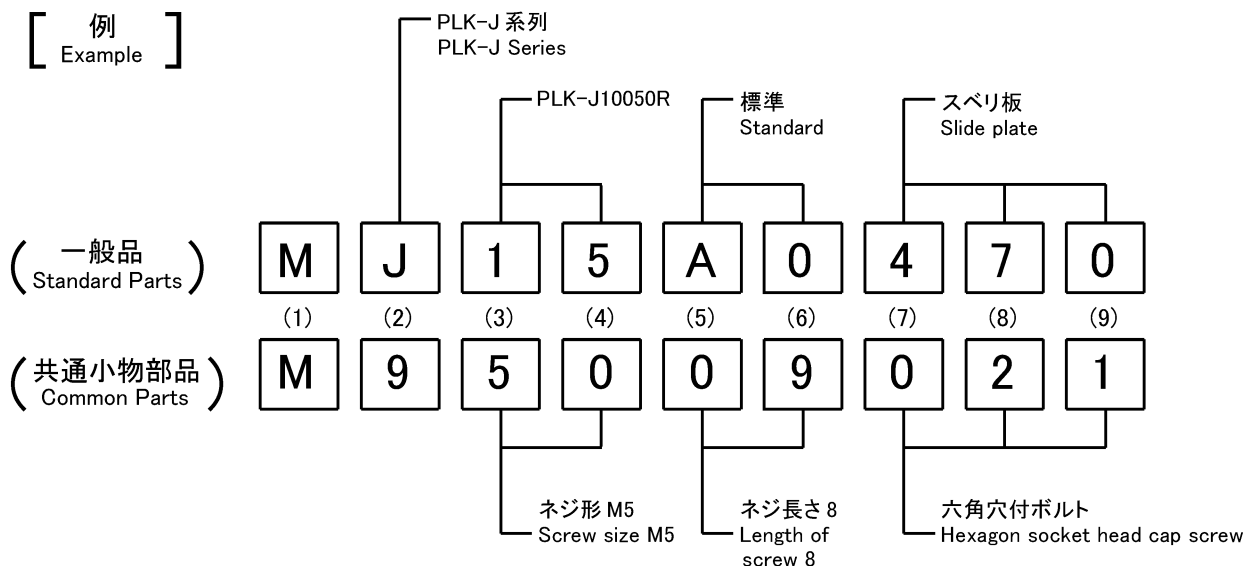 例
Example
PLK-J 系列
PLK-J Series
PLK-J10050R
標準
Standard
スベリ板
Slide plate
一般品
Standard Parts
M J 1 5 A 0 4 7 0
(1) (2) (3) (4) (5) (6) (7) (8) (9)
共通小物部品
Common Parts
M 9 5 0 0 9 0 2 1
ネジ形 M5
Screw size M5
ネジ長さ 8
Length of
screw 8
六角穴付ボルト
Hexagon socket head cap screw